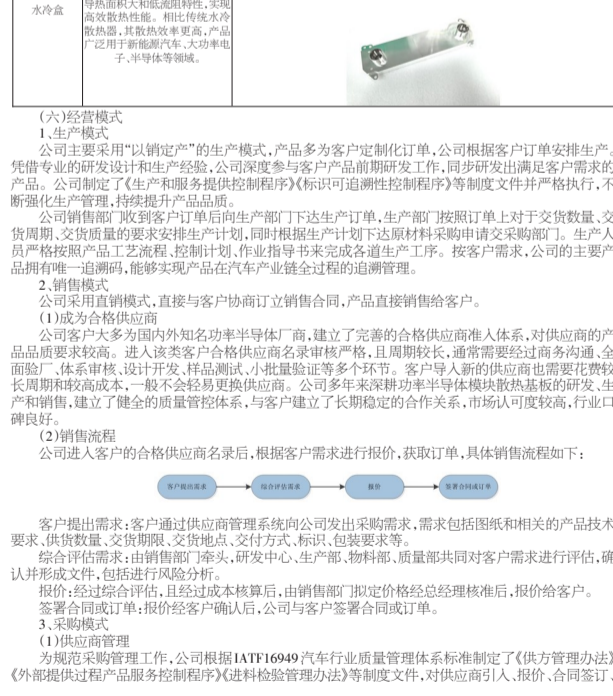 水冷盒
导热面积大和低流阻特性,实现
高效散热性能。相比传统水冷
散热器,其散热效率更高,产品
广泛用于新能源汽车、大功率电
子、半导体等领域。
(六)经营模式
1、生产模式
公司主要采用“以销定产”的生产模式,产品多为客户定制化订单,公司根据客户订单安排生产。
凭借专业的研发设计和生产经验,公司深度参与客户产品前期研发工作,同步研发出满足客户需求的
产品。公司制定了《生产和服务提供控制程序》《标识可追溯性控制程序》等制度文件并严格执行,不
断强化生产管理,持续提升产品品质。
公司销售部门收到客户订单后向生产部门下达生产订单,生产部门按照订单上对于交货数量、交
货周期、交货质量的要求安排生产计划,同时根据生产计划下达原材料采购申请交采购部门。生产人
员严格按照产品工艺流程、控制计划、作业指导书来完成各道生产工序。按客户需求,公司的主要产
品拥有唯一追溯码,能够实现产品在汽车产业链全过程的追溯管理。
2、销售模式
公司采用直销模式,直接与客户协商订立销售合同,产品直接销售给客户。
(1)成为合格供应商
公司客户大多为国内外知名功率半导体厂商,建立了完善的合格供应商准入体系,对供应商的产
品品质要求较高。进入该类客户合格供应商名录审核严格,且周期较长,通常需要经过商务沟通、全
面验厂、体系审核、设计开发、样品测试、小批量验证等多个环节。客户导入新的供应商也需要花费较
长周期和较高成本,一般不会轻易更换供应商。公司多年来深耕功率半导体模块散热基板的研发、生
产和销售,建立了健全的质量管控体系,与客户建立了长期稳定的合作关系,市场认可度较高,行业口
碑良好。
(2)销售流程
公司进入客户的合格供应商名录后,根据客户需求进行报价,获取订单,具体销售流程如下:
客户提出需求 综合评估需求 报价 签署合同或订单
客户提出需求:客户通过供应商管理系统向公司发出采购需求,需求包括图纸和相关的产品技术
要求、供货数量、交货期限、交货地点、交付方式、标识、包装要求等。
综合评估需求:由销售部门牵头,研发中心、生产部、物料部、质量部共同对客户需求进行评估,确
认并形成文件,包括进行风险分析。
报价:经过综合评估,且经过成本核算后,由销售部门拟定价格经总经理核准后,报价给客户。
签署合同或订单:报价经客户确认后,公司与客户签署合同或订单。
3、采购模式
(1)供应商管理
为规范采购管理工作,公司根据IATF16949汽车行业质量管理体系标准制定了《供方管理办法》
《外部提供过程产品服务控制程序》《进料检验管理办法》等制度文件,对供应商引入、报价、合同签订、